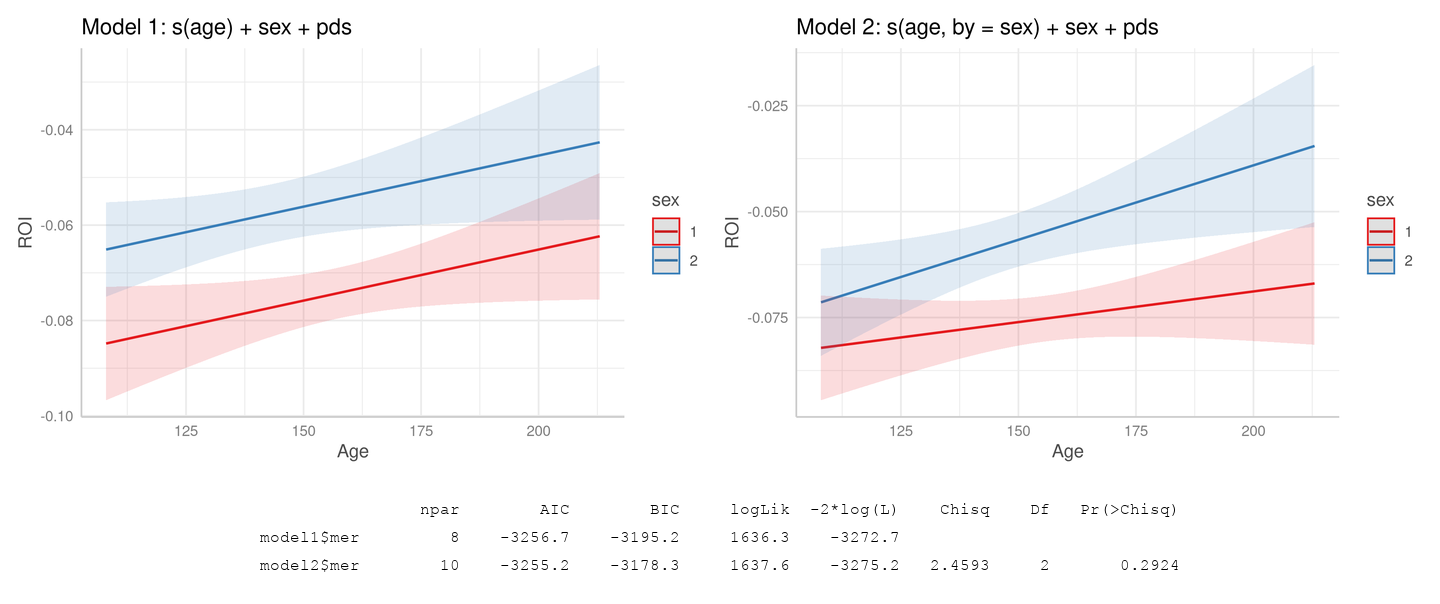 Model 1: s(age) + sex + pds
-0.04
-0.06
-0.08
-0.10
ROI
125 150 175 200
Age
sex
1
2
Model 2: s(age, by = sex) + sex + pds
-0.025
-0.050
-0.075
ROI
125 150 175 200
Age
sex
1
2
npar AIC BIC logLik -2*log(L) Chisq Df Pr(>Chisq)
model1$mer 8 -3256.7 -3195.2 1636.3 -3272.7
model2$mer 10 -3255.2 -3178.3 1637.6 -3275.2 2.4593 2 0.2924